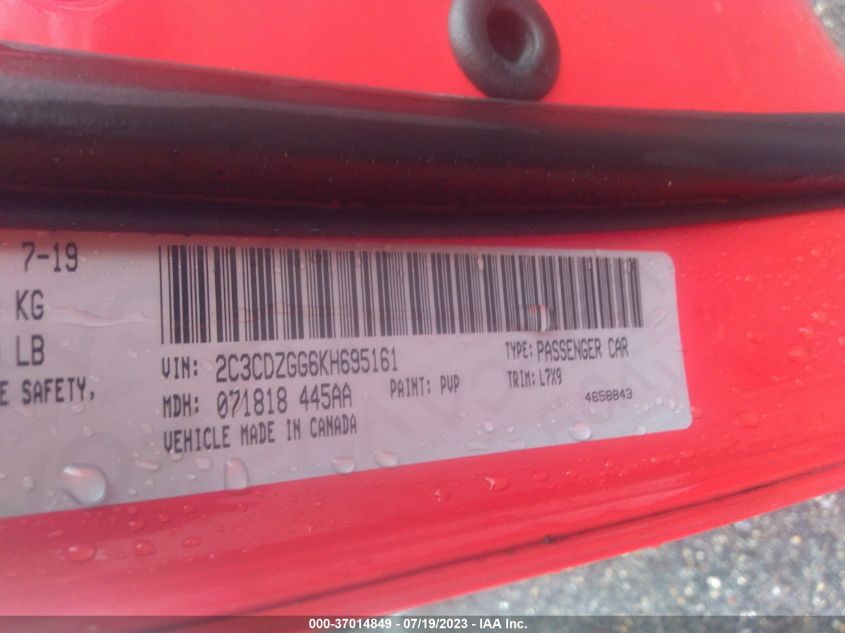 7-19
KG
LB
E SAFETY,
VIN: 2C3CDZGG6KH695161
TYPE: PASSENGER CAR
MDH: 071818 445AA
PAINT: PVP
TRIM: L7X9
VEHICLE MADE IN CANADA
4658843
000-37014849 - 07/19/2023 - IAA Inc.